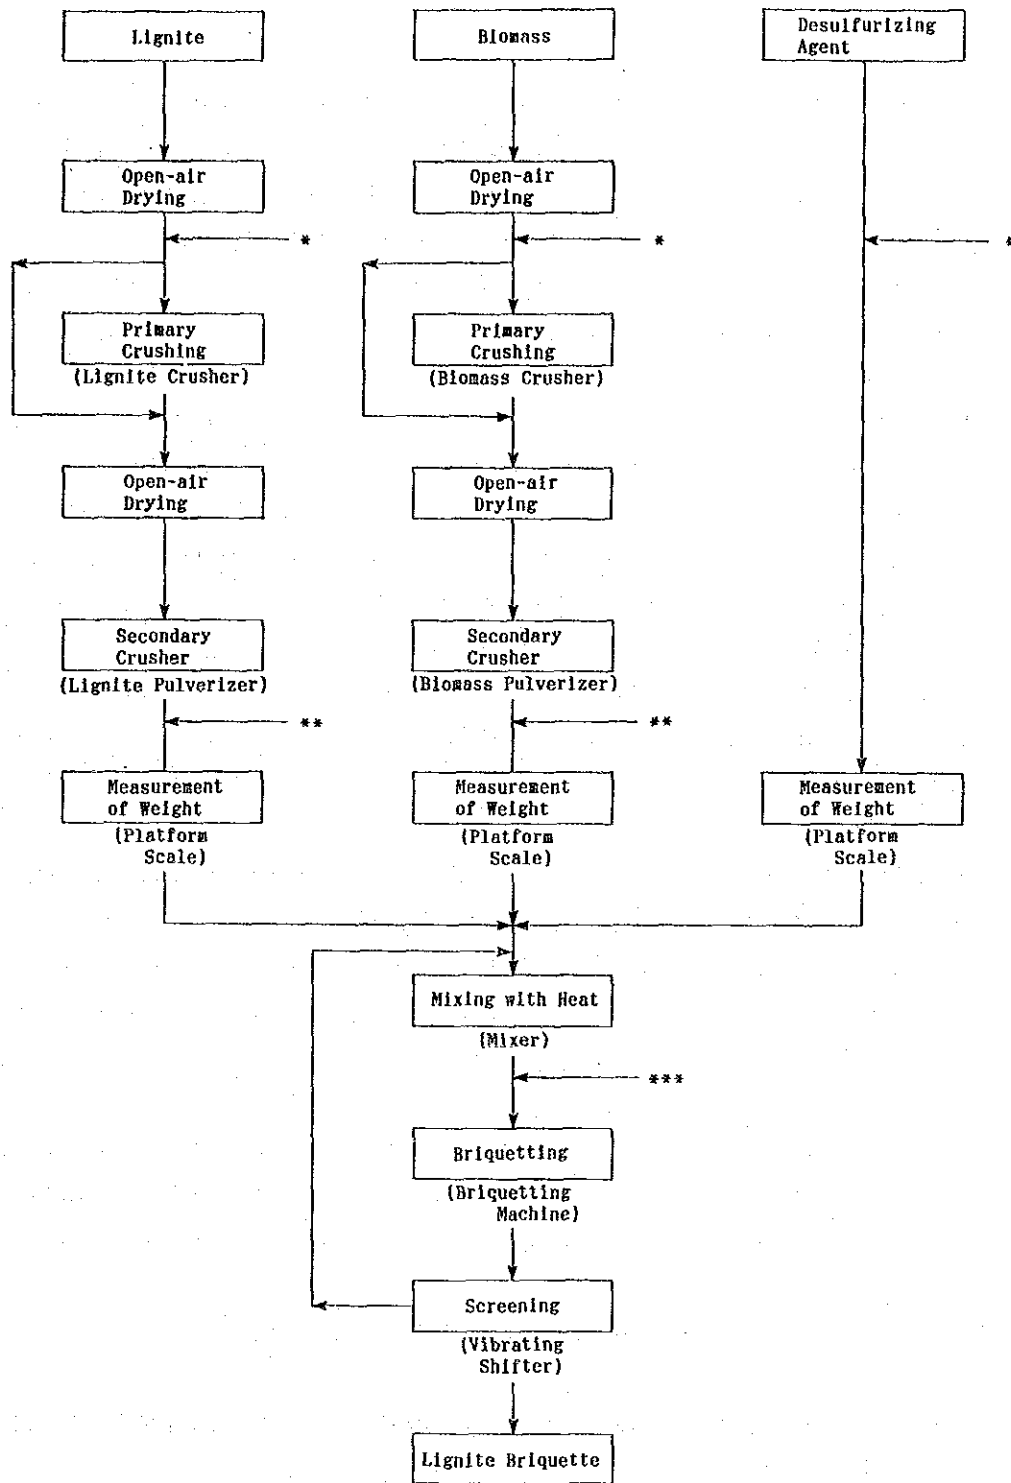 Lignite
Biomass
Desulfurizing
Agent
Open-air
Drying
Open-air
Drying
*
*
*
Primary
Crushing
(Lignite Crusher)
Primary
Crushing
(Biomass Crusher)
Open-air
Drying
Open-air
Drying
Secondary
Crusher
(Lignite Pulverizer)
Secondary
Crusher
(Biomass Pulverizer)
**
**
Measurement
of Weight
(Platform
Scale)
Measurement
of Weight
(Platform
Scale)
Measurement
of Weight
(Platform
Scale)
Mixing with Heat
(Mixer)
***
Briquetting
(Briquetting
Machine)
Screening
(Vibrating
Shifter)
Lignite Briquette